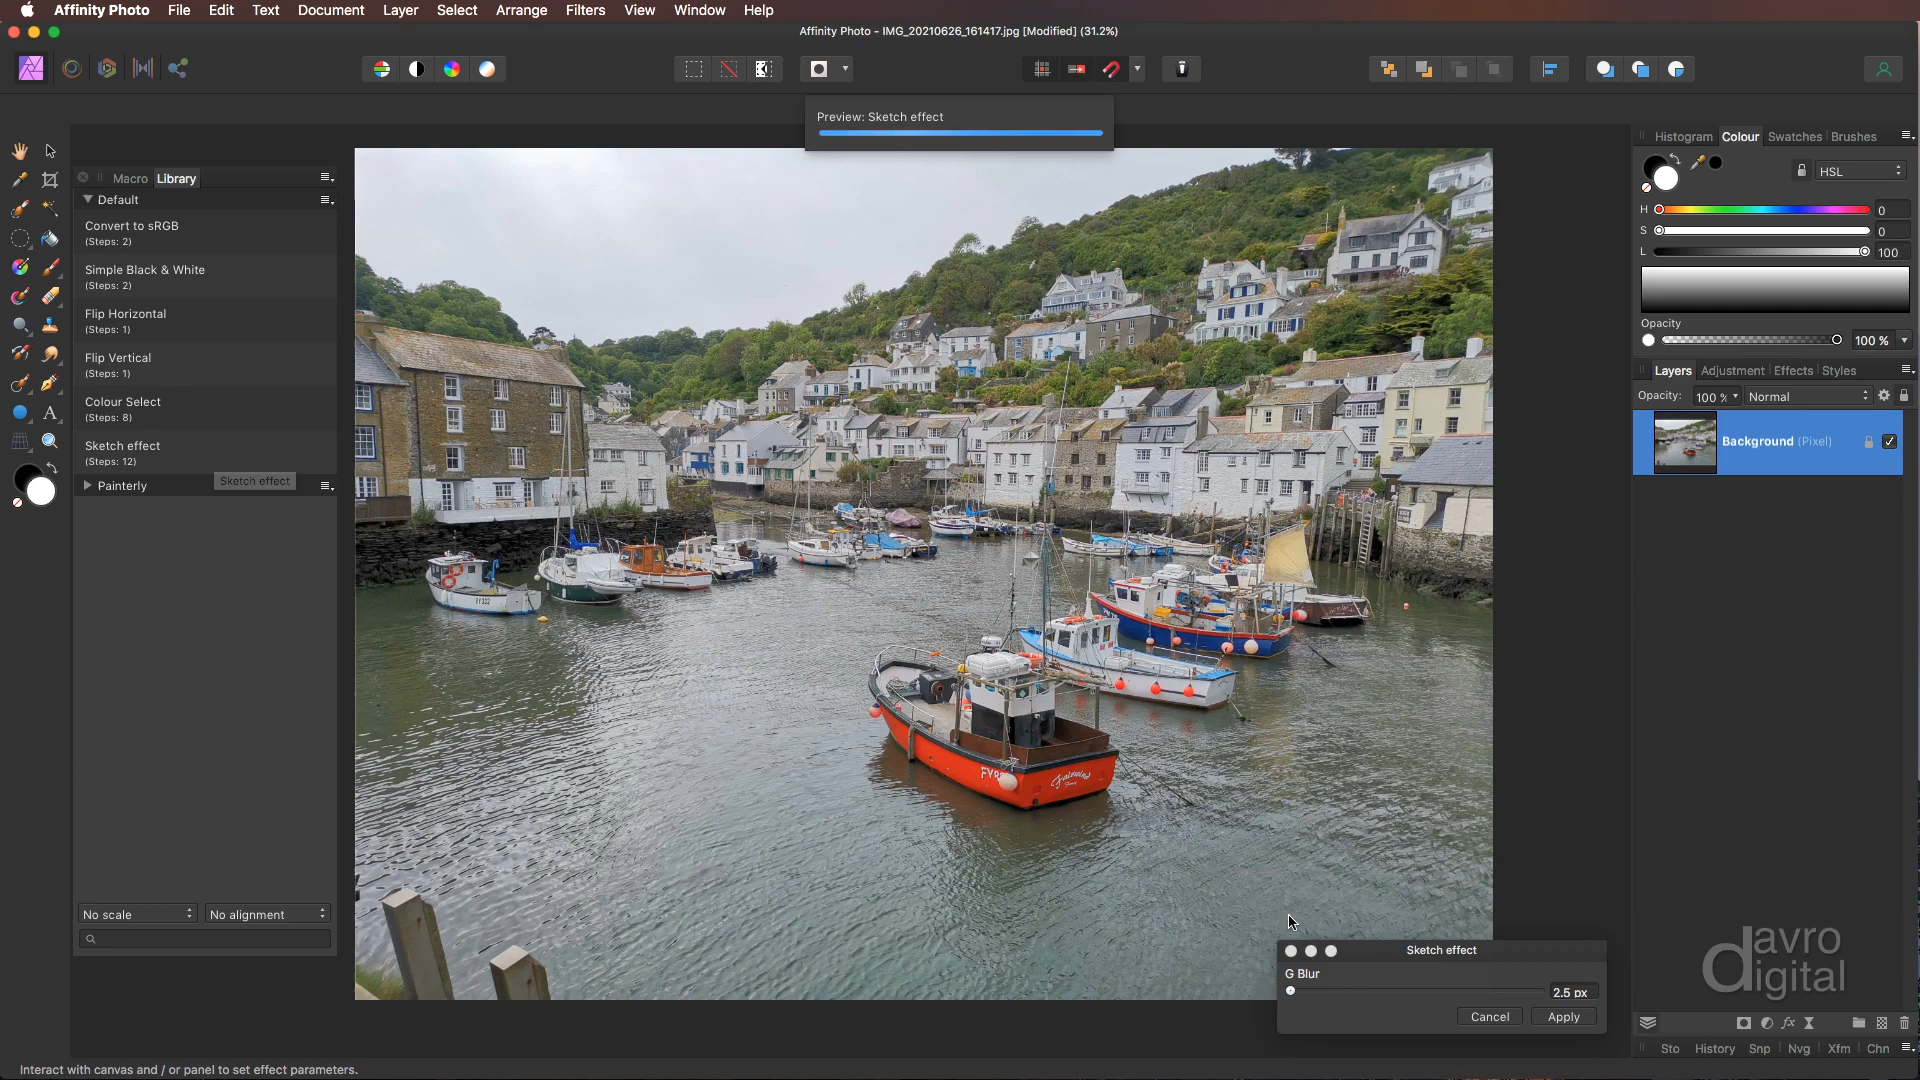 Affinity Photo File Edit Text Document Layer Select Arrange Filters View Window Help
Affinity Photo - IMG_20210626_161417.jpg [Modified] (31.2%)
Preview: Sketch effect
Histogram Colour Swatches Brushes
HSL
H 0
S 0
L 100
Opacity
100 %
Macro Library
Default
Convert to sRGB
(Steps: 2)
Simple Black & White
(Steps: 2)
Flip Horizontal
(Steps: 1)
Flip Vertical
(Steps: 1)
Colour Select
(Steps: 8)
Sketch effect
(Steps: 12)
Sketch effect
Painterly
No scale No alignment
Layers Adjustment Effects Styles
Opacity: 100 % Normal
Background (Pixel)
Fairwind
davro
digital
Sketch effect
G Blur
2.5 px
Cancel Apply
Sto History Snp Nvg Xfm Chn
Interact with canvas and / or panel to set effect parameters.